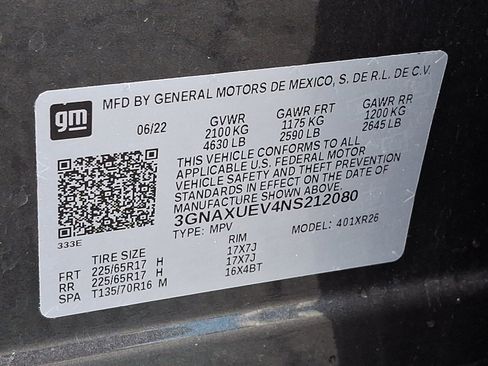 gm
MFD BY GENERAL MOTORS DE MEXICO, S. DE R.L. DE C.V.
06/22 GVWR GAWR FRT GAWR RR
2100 KG 1175 KG 1200 KG
4630 LB 2590 LB 2645 LB
THIS VEHICLE CONFORMS TO ALL
APPLICABLE U.S. FEDERAL MOTOR
VEHICLE SAFETY AND THEFT PREVENTION
STANDARDS IN EFFECT ON THE DATE OF
MANUFACTURE SHOWN ABOVE.
3GNAXUEV4NS212080
333E
TYPE: MPV MODEL: 401XR26
TIRE SIZE RIM
FRT 225/65R17 H 17X7J
RR 225/65R17 H 17X7J
SPA T135/70R16 M 16X4BT